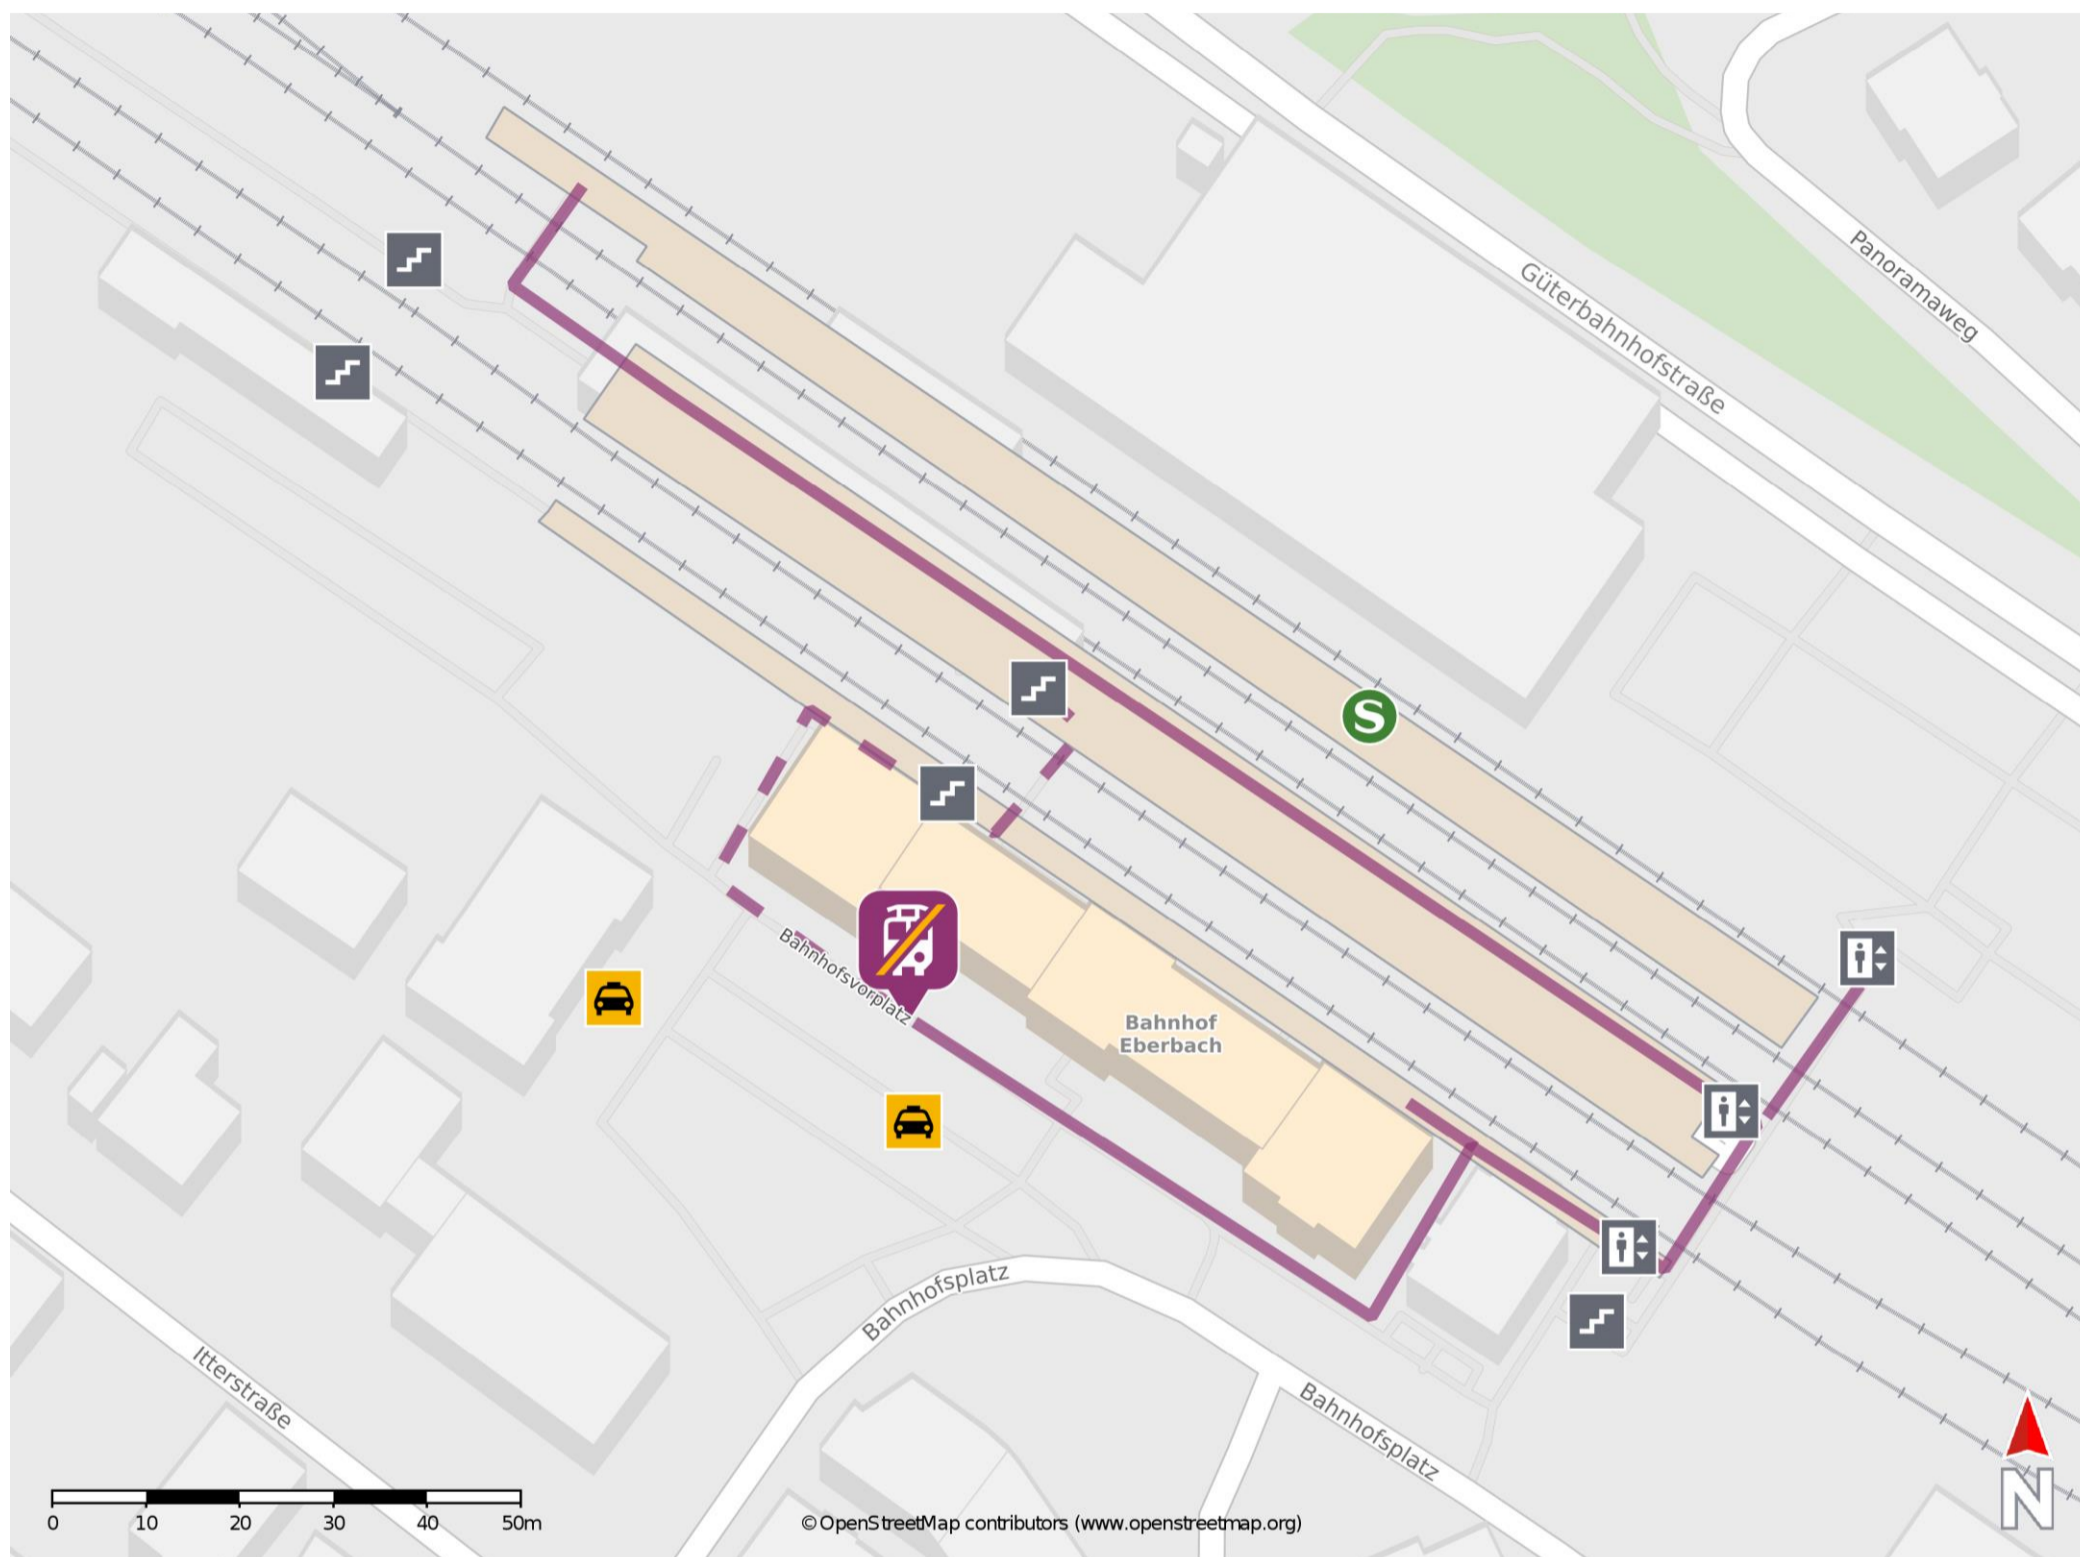 Güterbahnhofstraße
Panoramaweg
S
Bahnhofsvorplatz
Bahnhof
Eberbach
Bahnhofsplatz
Bahnhofsplatz
Itterstraße
N
0 10 20 30 40 50m
©OpenStreetMap contributors (www.openstreetmap.org)